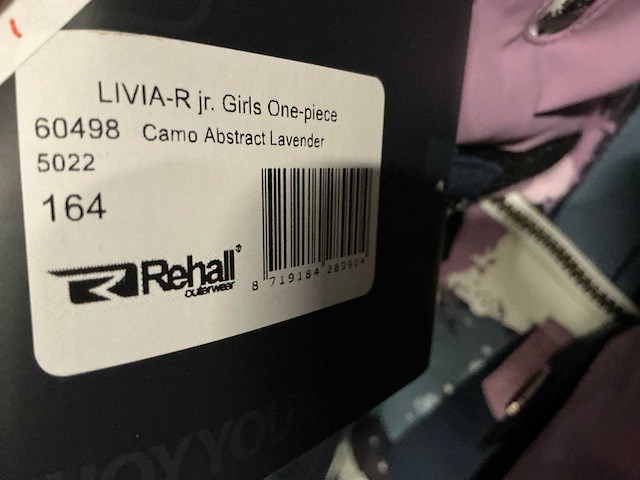 LIVIA-R jr. Girls One-piece
60498 Camo Abstract Lavender
5022
164
Rehall®
outerwear
8 719184 289904